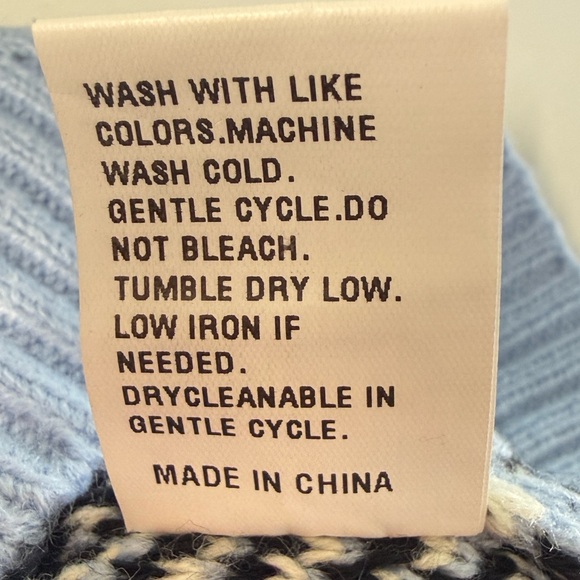 WASH WITH LIKE
COLORS.MACHINE
WASH COLD.
GENTLE CYCLE.DO
NOT BLEACH.
TUMBLE DRY LOW.
LOW IRON IF
NEEDED.
DRYCLEANABLE IN
GENTLE CYCLE.
MADE IN CHINA